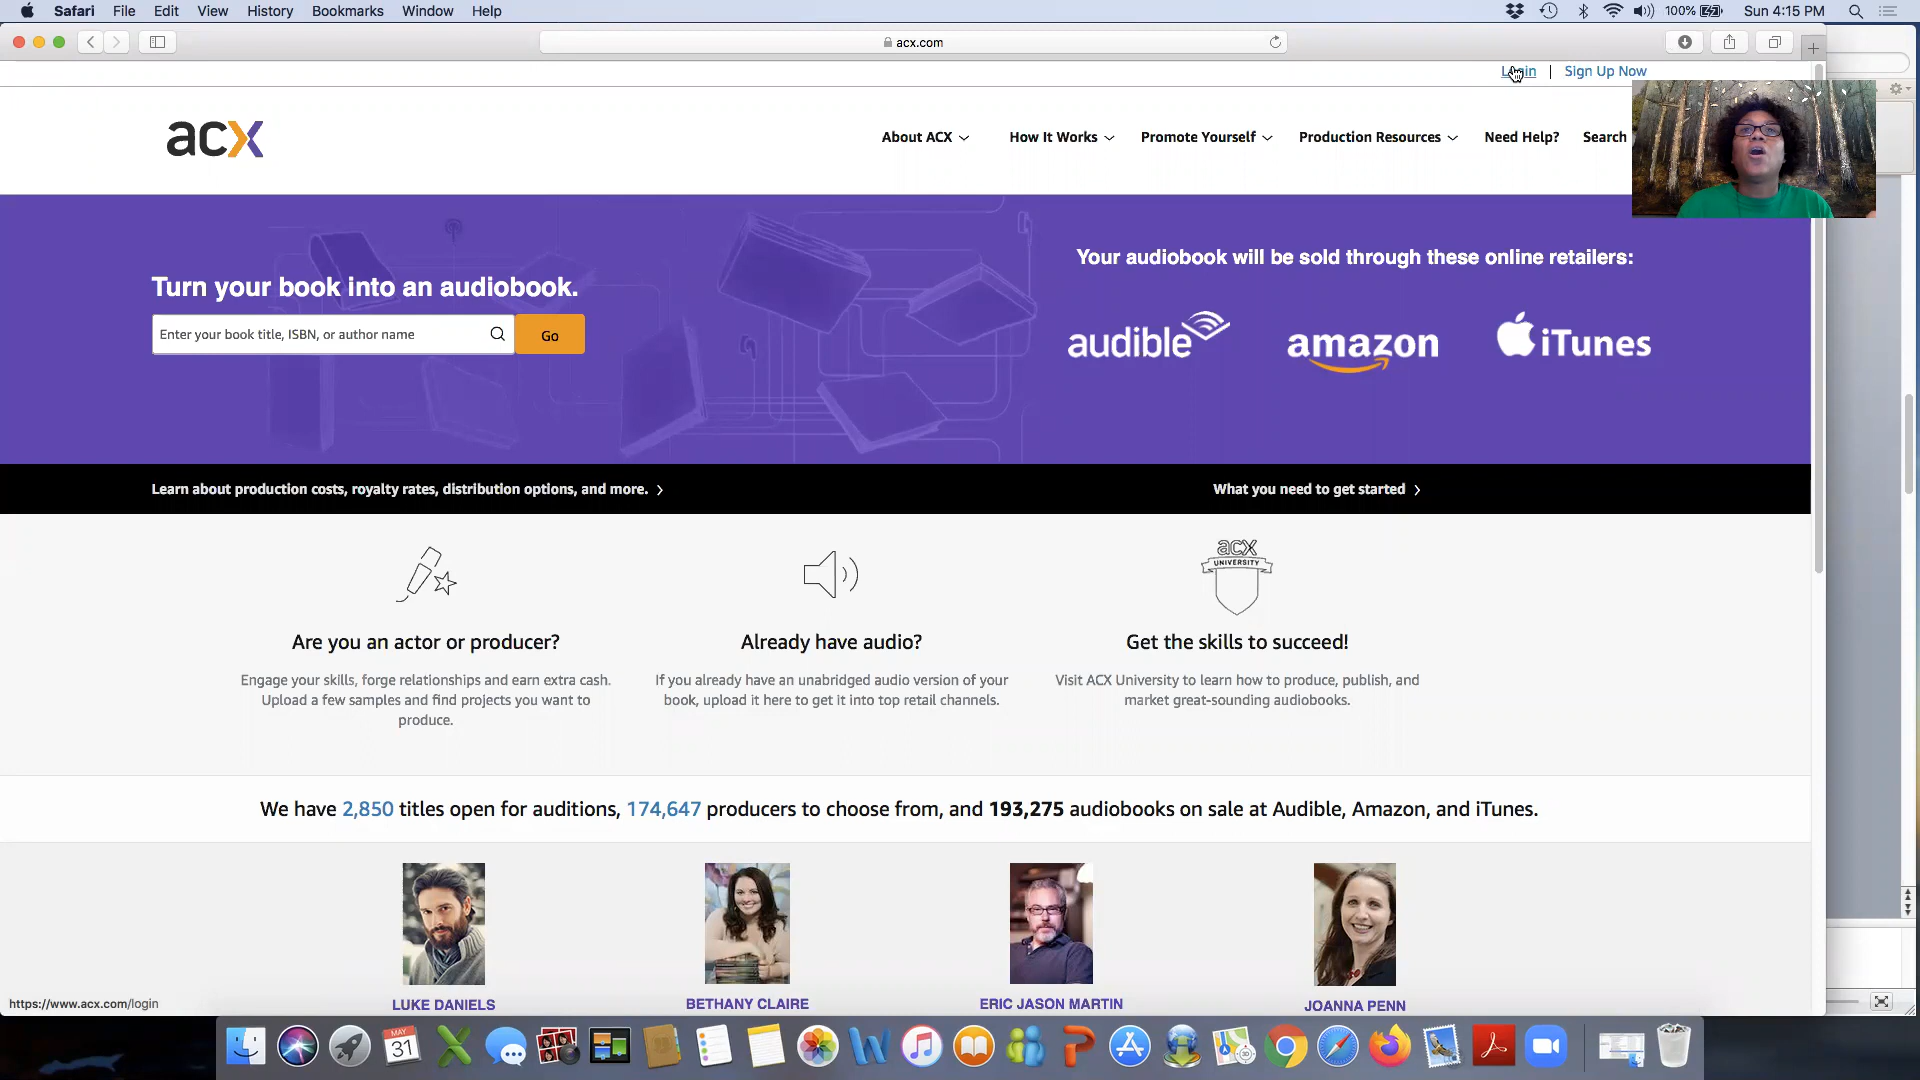 Safari File Edit View History Bookmarks Window Help 100% Sun 4:15 PM
acx.com
Login | Sign Up Now
acx
About ACX How It Works Promote Yourself Production Resources Need Help? Search
Your audiobook will be sold through these online retailers:
Turn your book into an audiobook.
Enter your book title, ISBN, or author name Go
audible amazon iTunes
Learn about production costs, royalty rates, distribution options, and more. What you need to get started
acx
UNIVERSITY
Are you an actor or producer? Already have audio? Get the skills to succeed!
Engage your skills, forge relationships and earn extra cash. If you already have an unabridged audio version of your Visit ACX University to learn how to produce, publish, and
Upload a few samples and find projects you want to book, upload it here to get it into top retail channels. market great-sounding audiobooks.
produce.
We have 2,850 titles open for auditions, 174,647 producers to choose from, and 193,275 audiobooks on sale at Audible, Amazon, and iTunes.
LUKE DANIELS BETHANY CLAIRE ERIC JASON MARTIN JOANNA PENN
https://www.acx.com/login
MAY
31